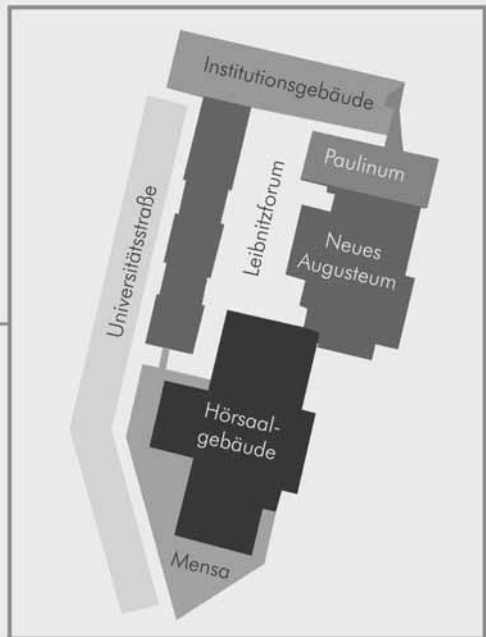 Institutionsgebäude
Paulinum
Leibnitzforum
Universitätsstraße
Neues
Augusteum
Hörsaal-
gebäude
Mensa